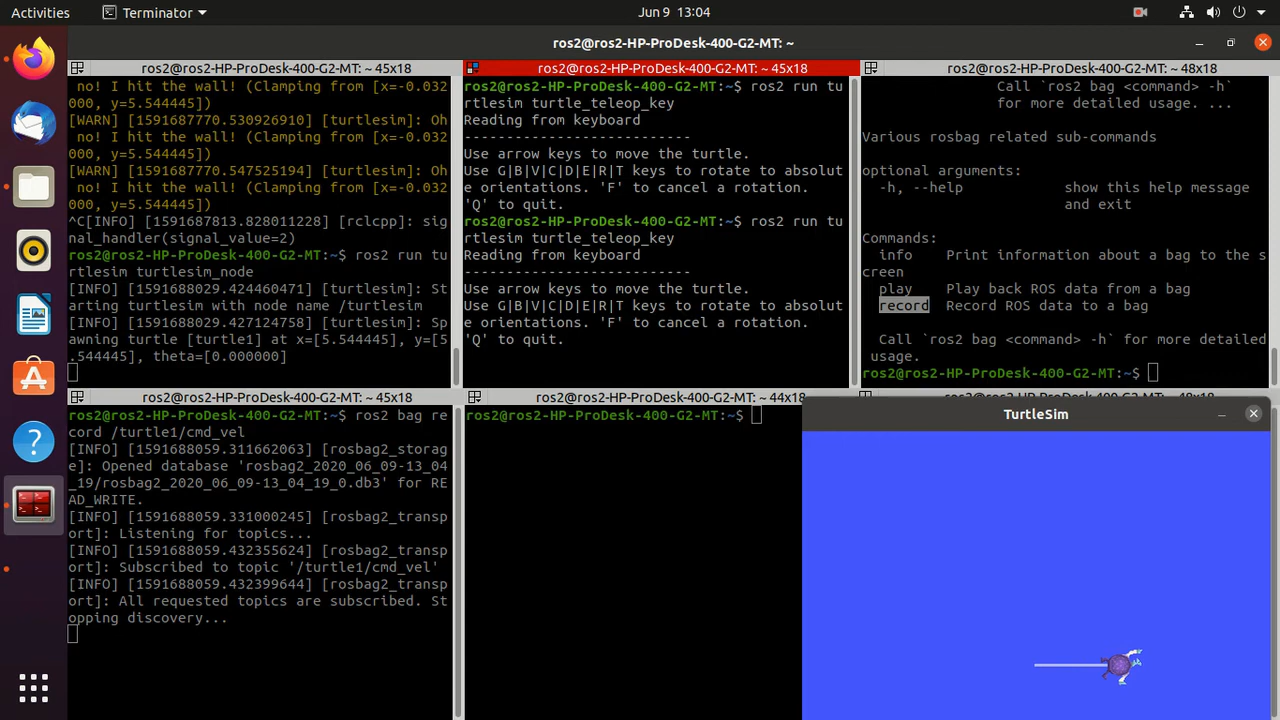 Activities
Terminator
Jun 9 13:04
ros2@ros2-HP-ProDesk-400-G2-MT: ~
ros2@ros2-HP-ProDesk-400-G2-MT: ~ 45x18
no! I hit the wall! (Clamping from [x=-0.032
000, y=5.544445])
[WARN] [1591687770.530926910] [turtlesim]: Oh
no! I hit the wall! (Clamping from [x=-0.032
000, y=5.544445])
[WARN] [1591687770.547525194] [turtlesim]: Oh
no! I hit the wall! (Clamping from [x=-0.032
000, y=5.544445])
^C[INFO] [1591687813.828011228] [rclcpp]: sig
nal_handler(signal_value=2)
ros2@ros2-HP-ProDesk-400-G2-MT:~$ ros2 run tu
rtlesim turtlesim_node
[INFO] [1591688029.424460471] [turtlesim]: St
arting turtlesim with node name /turtlesim
[INFO] [1591688029.427124758] [turtlesim]: Sp
awning turtle [turtle1] at x=[5.544445], y=[5
.544445], theta=[0.000000]
ros2@ros2-HP-ProDesk-400-G2-MT: ~ 45x18
ros2@ros2-HP-ProDesk-400-G2-MT:~$ ros2 run tu
rtlesim turtle_teleop_key
Reading from keyboard
---------------------------
Use arrow keys to move the turtle.
Use G|B|V|C|D|E|R|T keys to rotate to absolut
e orientations. 'F' to cancel a rotation.
'Q' to quit.
ros2@ros2-HP-ProDesk-400-G2-MT:~$ ros2 run tu
rtlesim turtle_teleop_key
Reading from keyboard
---------------------------
Use arrow keys to move the turtle.
Use G|B|V|C|D|E|R|T keys to rotate to absolut
e orientations. 'F' to cancel a rotation.
'Q' to quit.
ros2@ros2-HP-ProDesk-400-G2-MT: ~ 48x18
Call `ros2 bag <command> -h`
for more detailed usage. ...
Various rosbag related sub-commands
optional arguments:
-h, --help show this help message
and exit
Commands:
info Print information about a bag to the s
creen
play Play back ROS data from a bag
record Record ROS data to a bag
Call `ros2 bag <command> -h` for more detailed
usage.
ros2@ros2-HP-ProDesk-400-G2-MT:~$
ros2@ros2-HP-ProDesk-400-G2-MT: ~ 45x18
ros2@ros2-HP-ProDesk-400-G2-MT:~$ ros2 bag re
cord /turtle1/cmd_vel
[INFO] [1591688059.311662063] [rosbag2_storag
e]: Opened database 'rosbag2_2020_06_09-13_04
_19/rosbag2_2020_06_09-13_04_19_0.db3' for RE
AD_WRITE.
[INFO] [1591688059.331000245] [rosbag2_transp
ort]: Listening for topics...
[INFO] [1591688059.432355624] [rosbag2_transp
ort]: Subscribed to topic '/turtle1/cmd_vel'
[INFO] [1591688059.432399644] [rosbag2_transp
ort]: All requested topics are subscribed. St
opping discovery...
ros2@ros2-HP-ProDesk-400-G2-MT: ~ 44x18
ros2@ros2-HP-ProDesk-400-G2-MT:~$
TurtleSim